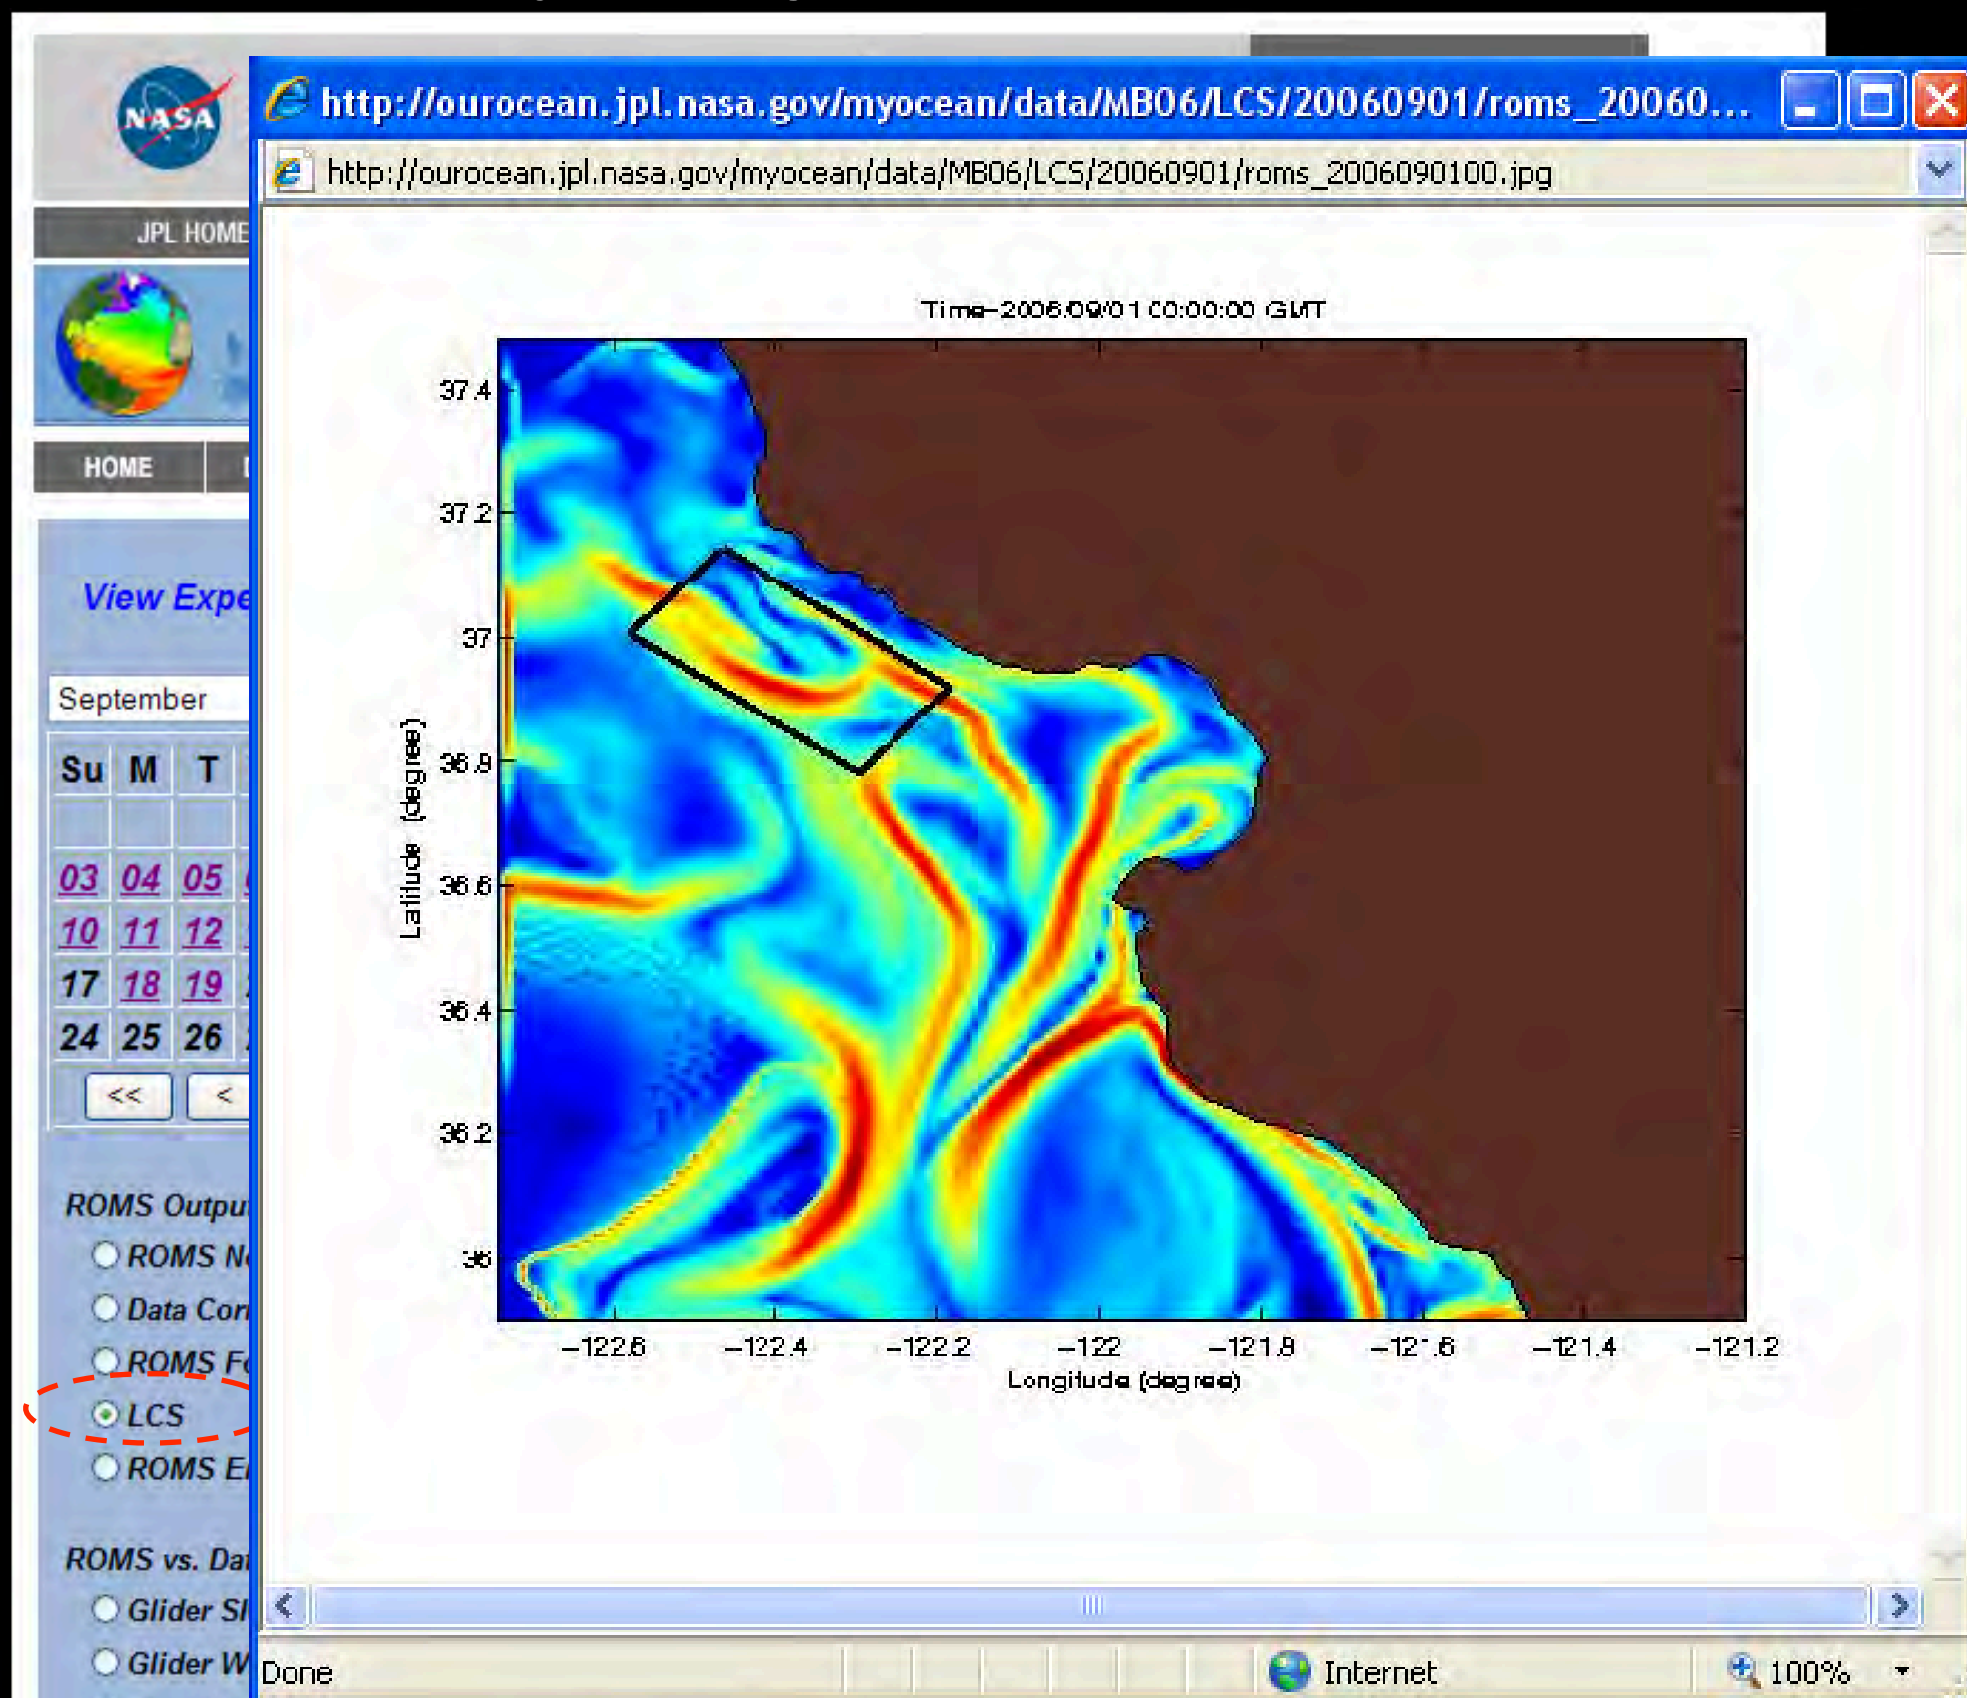 http://ourocean.jpl.nasa.gov/myocean/data/MB06/LCS/20060901/roms_20060...
http://ourocean.jpl.nasa.gov/myocean/data/MB06/LCS/20060901/roms_2006090100.jpg
NASA
JPL HOME
HOME
View Expe
September
Su M T
03 04 05
10 11 12
17 18 19
24 25 26
<< <
ROMS Outpu
ROMS N
Data Cor
ROMS F
LCS
ROMS E
ROMS vs. Da
Glider Sl
Glider W
Time-2006/09/01 00:00:00 GMT
37.4
37.2
37
36.8
36.6
36.4
36.2
36
Latitude (degree)
-122.6 -122.4 -122.2 -122 -121.8 -121.6 -121.4 -121.2
Longitude (degree)
Done Internet 100%